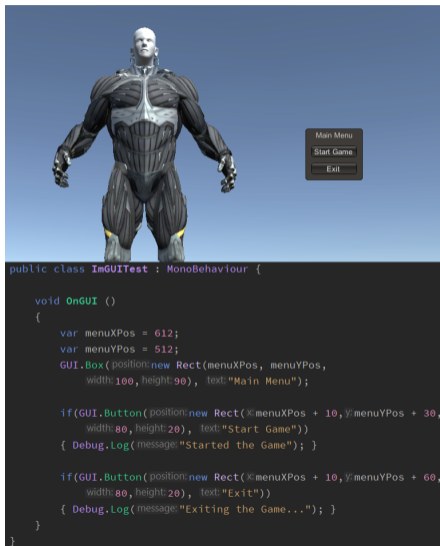 Main Menu
Start Game
Exit
public class ImGUITest : MonoBehaviour {
void OnGUI ()
{
var menuXPos = 612;
var menuYPos = 512;
GUI.Box(position:new Rect(menuXPos, menuYPos,
width:100,height:90), text:"Main Menu");
if(GUI.Button(position:new Rect(x:menuXPos + 10,y:menuYPos + 30,
width:80,height:20), text:"Start Game"))
{ Debug.Log(message:"Started the Game"); }
if(GUI.Button(position:new Rect(x:menuXPos + 10,y:menuYPos + 60,
width:80,height:20), text:"Exit"))
{ Debug.Log(message:"Exiting the Game..."); }
}
}